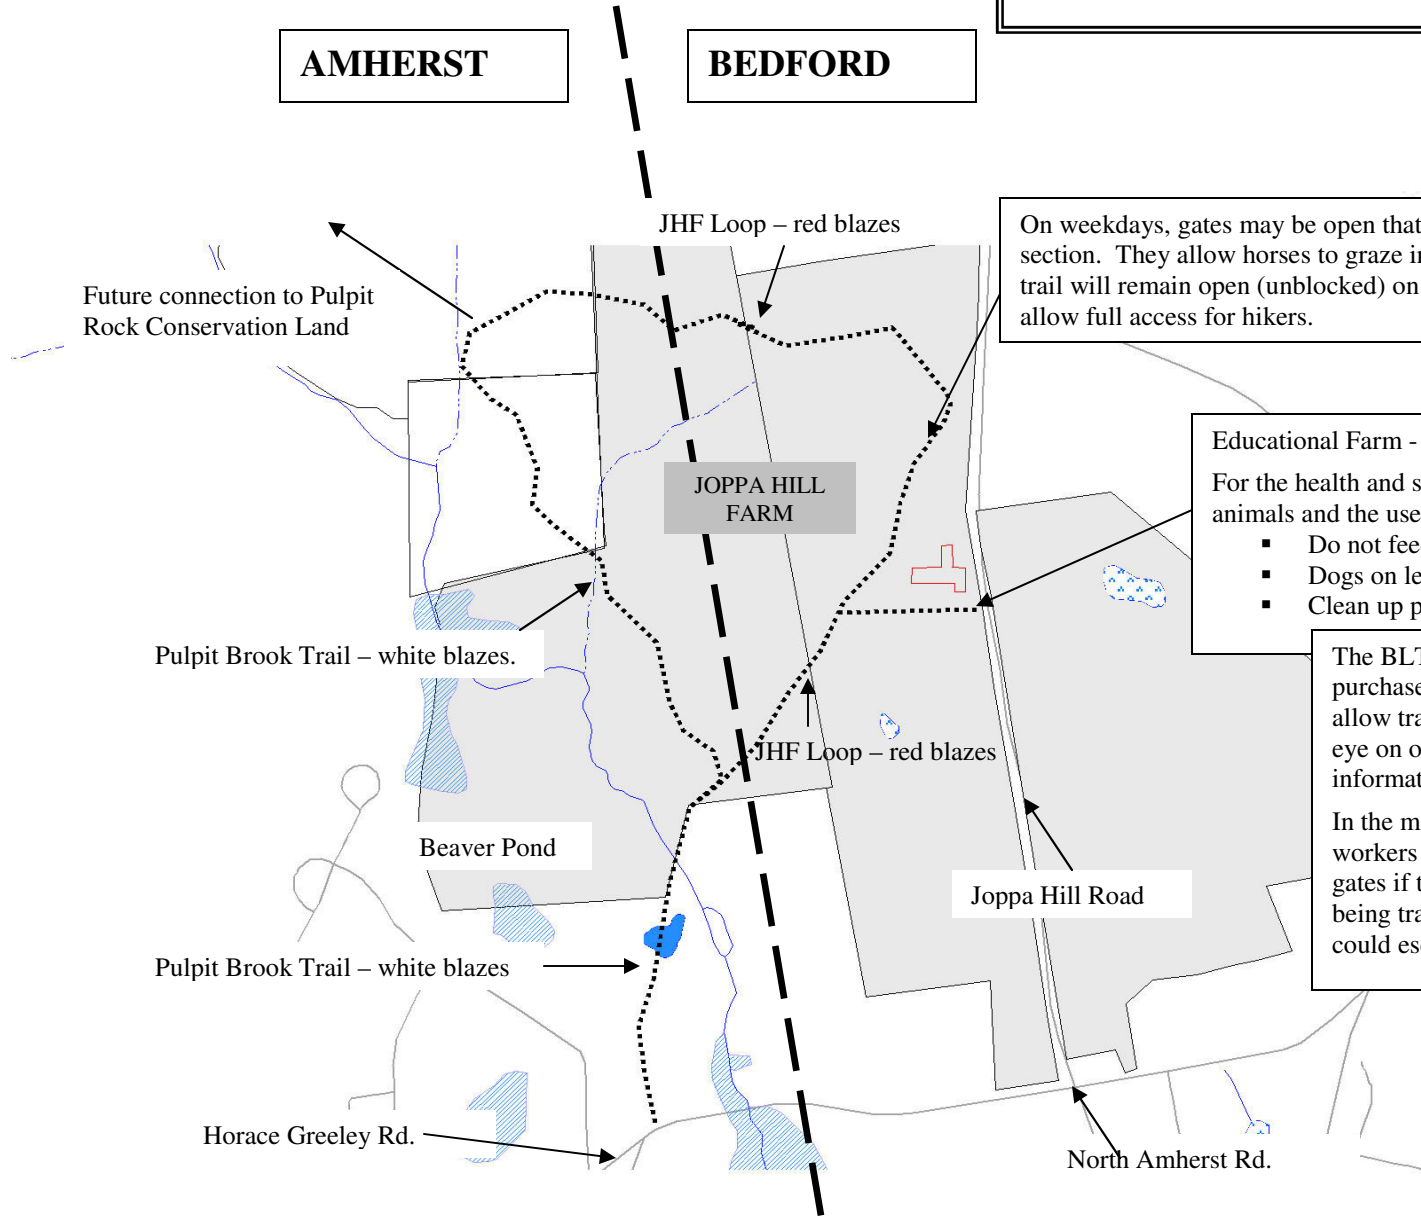 AMHERST
BEDFORD
JHF Loop – red blazes
On weekdays, gates may be open that
section. They allow horses to graze in
trail will remain open (unblocked) on
allow full access for hikers.
Future connection to Pulpit
Rock Conservation Land
Educational Farm -
For the health and s
animals and the use
▪ Do not fee
▪ Dogs on le
▪ Clean up p
JOPPA HILL
FARM
Pulpit Brook Trail – white blazes.
The BLT
purchase
allow tra
eye on o
informat
In the m
workers
gates if t
being tra
could esc
JHF Loop – red blazes
Beaver Pond
Joppa Hill Road
Pulpit Brook Trail – white blazes
Horace Greeley Rd.
North Amherst Rd.